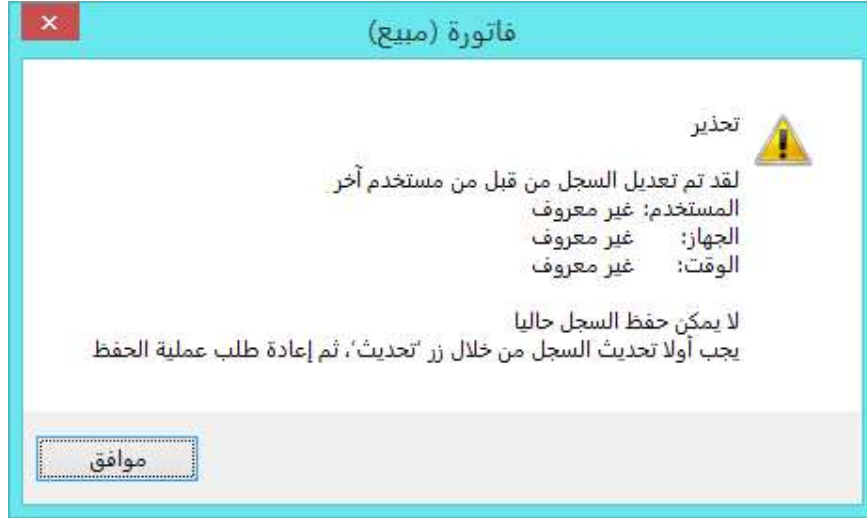 فاتورة (مبيع)
تحذير
لقد تم تعديل السجل من قبل من مستخدم آخر
المستخدم: غير معروف
الجهاز: غير معروف
الوقت: غير معروف
لا يمكن حفظ السجل حاليا
يجب أولا تحديث السجل من خلال زر 'تحديث'، ثم إعادة طلب عملية الحفظ
موافق